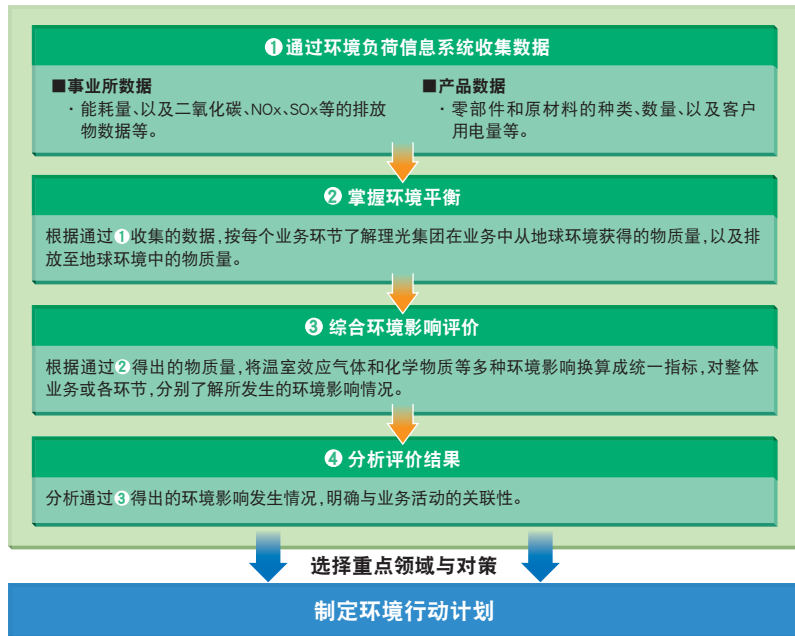 ❶通过环境负荷信息系统收集数据
■事业所数据
・能耗量、以及二氧化碳、NOx、SOx等的排放
物数据等。
■产品数据
・零部件和原材料的种类、数量、以及客户
用电量等。
❷ 掌握环境平衡
根据通过❶收集的数据,按每个业务环节了解理光集团在业务中从地球环境获得的物质量,以及排
放至地球环境中的物质量。
❸ 综合环境影响评价
根据通过❷得出的物质量,将温室效应气体和化学物质等多种环境影响换算成统一指标,对整体
业务或各环节,分别了解所发生的环境影响情况。
❹ 分析评价结果
分析通过❸得出的环境影响发生情况,明确与业务活动的关联性。
选择重点领域与对策
制定环境行动计划